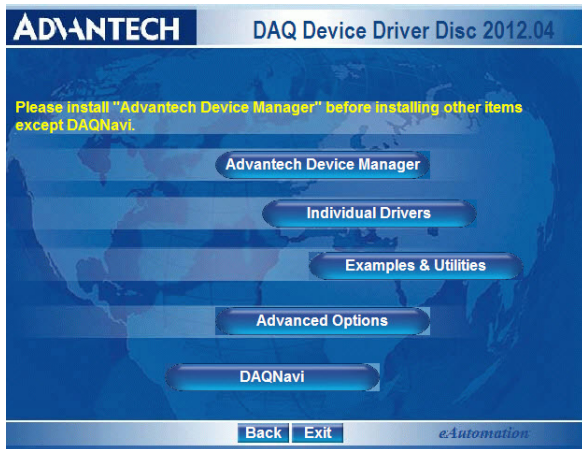 ADVANTECH
DAQ Device Driver Disc 2012.04
Please install "Advantech Device Manager" before installing other items
except DAQNavi.
Advantech Device Manager
Individual Drivers
Examples & Utilities
Advanced Options
DAQNavi
Back Exit
eAutomation